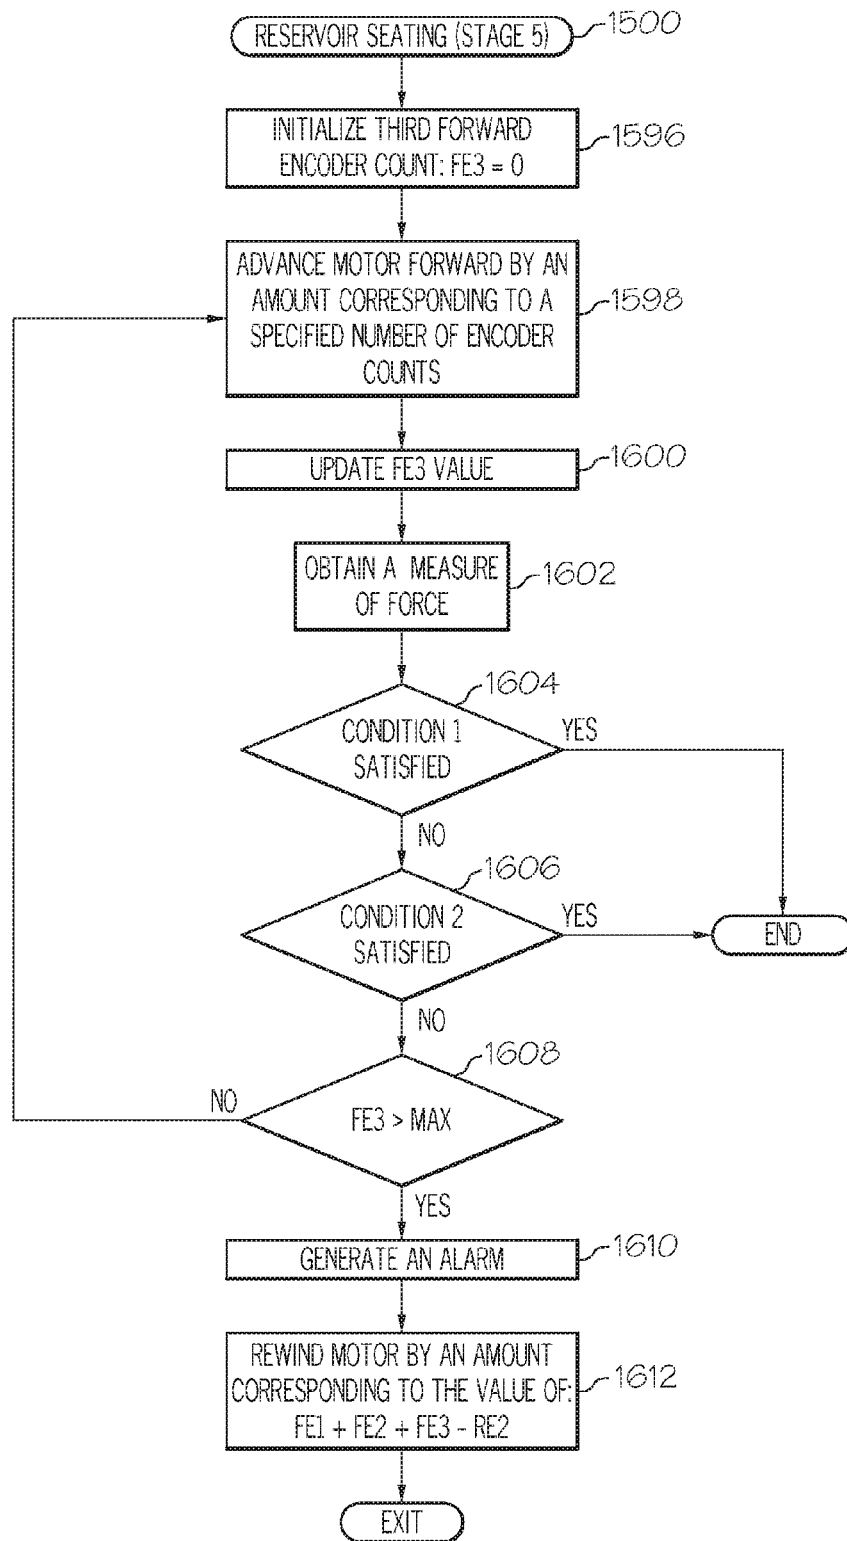 RESERVOIR SEATING (STAGE 5)
1500
INITIALIZE THIRD FORWARD
ENCODER COUNT: FE3 = 0
1596
ADVANCE MOTOR FORWARD BY AN
AMOUNT CORRESPONDING TO A
SPECIFIED NUMBER OF ENCODER
COUNTS
1598
UPDATE FE3 VALUE
1600
OBTAIN A MEASURE
OF FORCE
1602
1604
CONDITION 1
SATISFIED
YES
NO
1606
CONDITION 2
SATISFIED
YES
END
NO
1608
NO
FE3 > MAX
YES
GENERATE AN ALARM
1610
REWIND MOTOR BY AN AMOUNT
CORRESPONDING TO THE VALUE OF:
FE1 + FE2 + FE3 - RE2
1612
EXIT